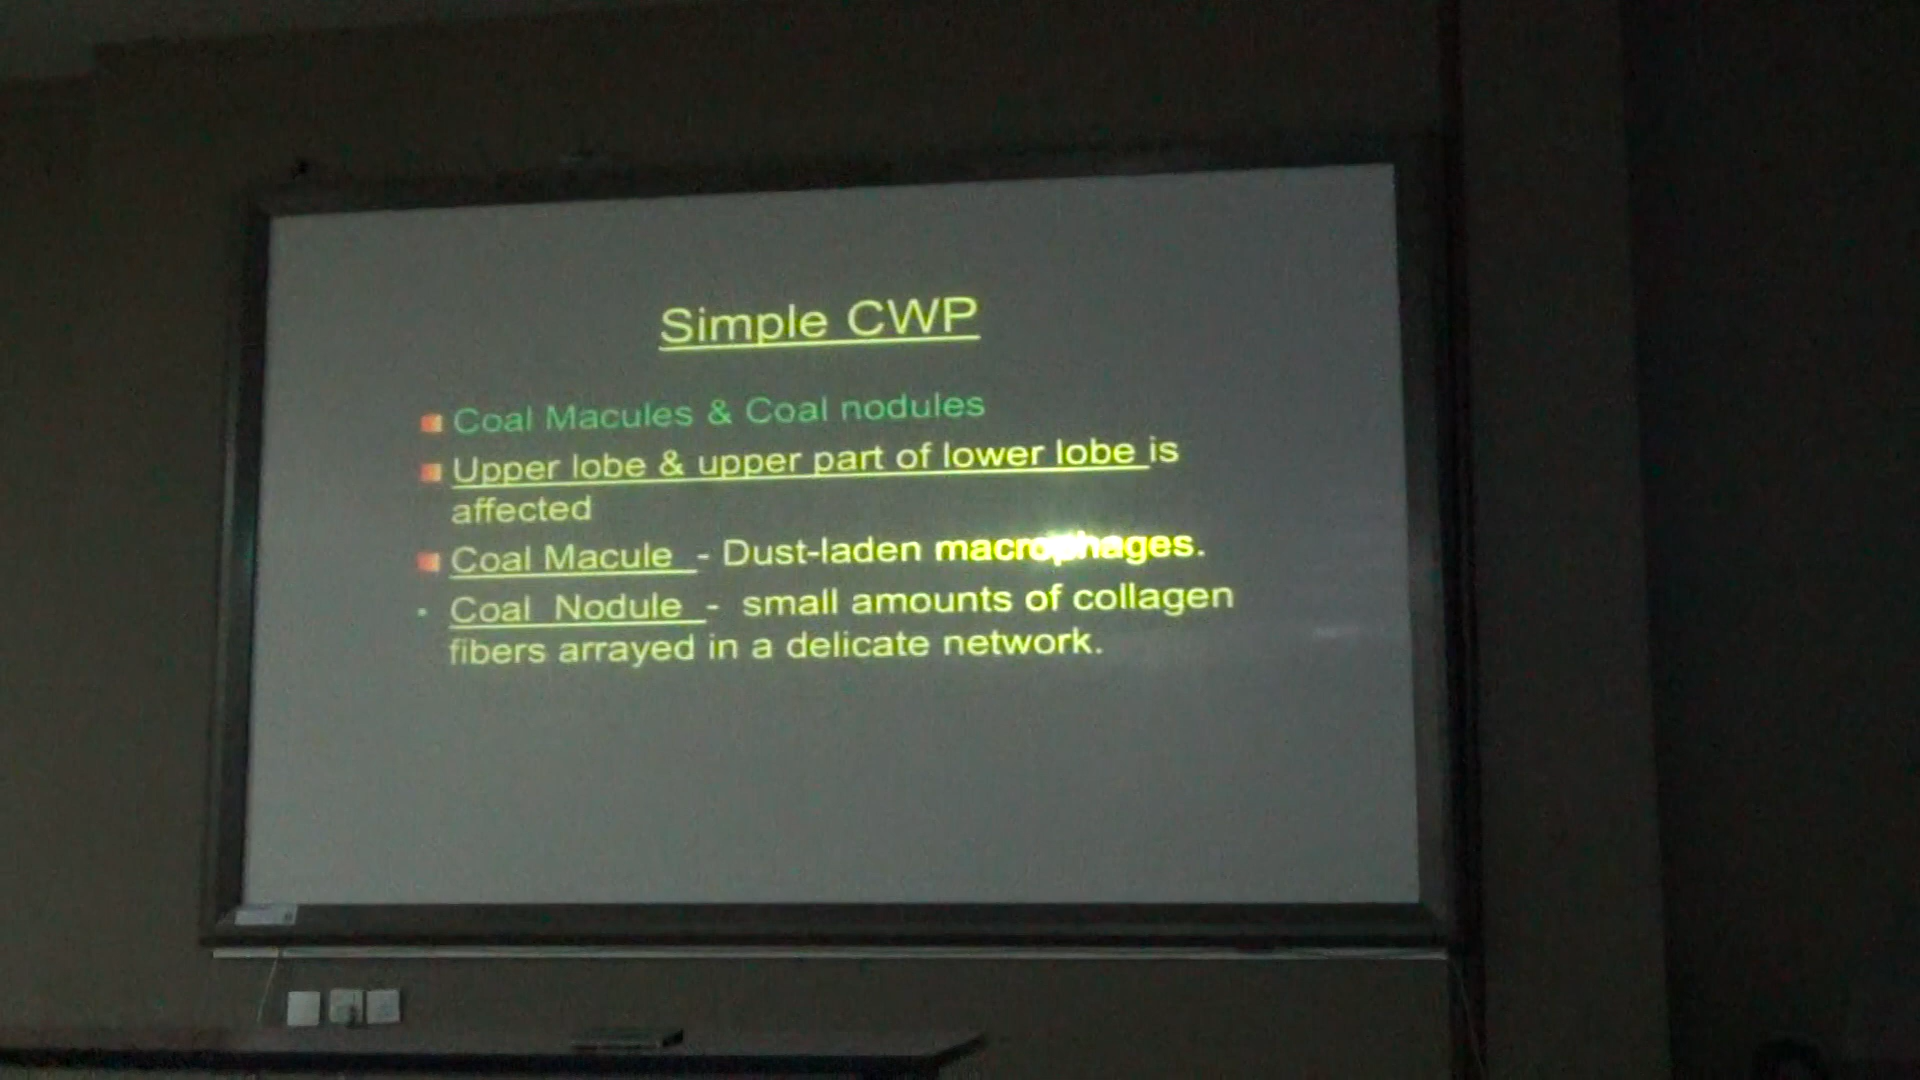 Simple CWP
Coal Macules & Coal nodules
Upper lobe & upper part of lower lobe is
affected
Coal Macule - Dust-laden macrophages.
Coal Nodule - small amounts of collagen
fibers arrayed in a delicate network.